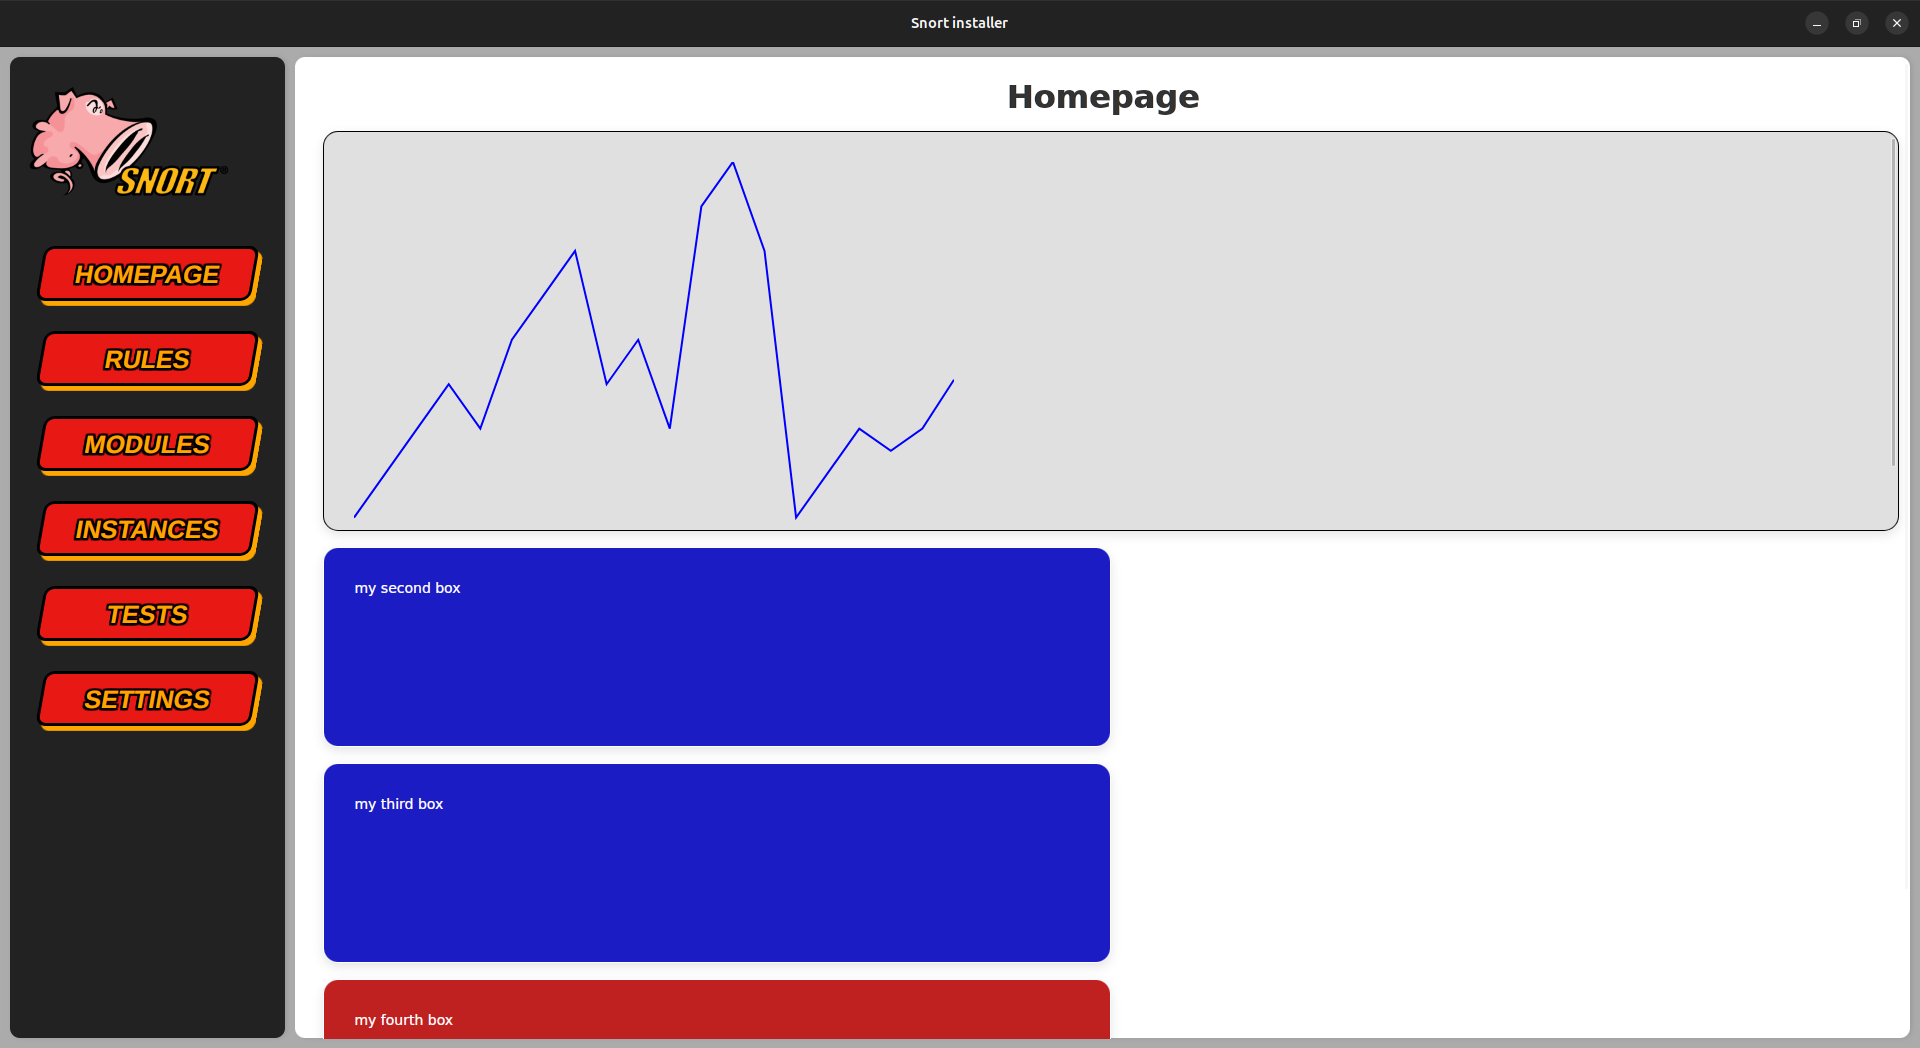 Snort installer
SNORT®
HOMEPAGE
RULES
MODULES
INSTANCES
TESTS
SETTINGS
Homepage
my second box
my third box
my fourth box